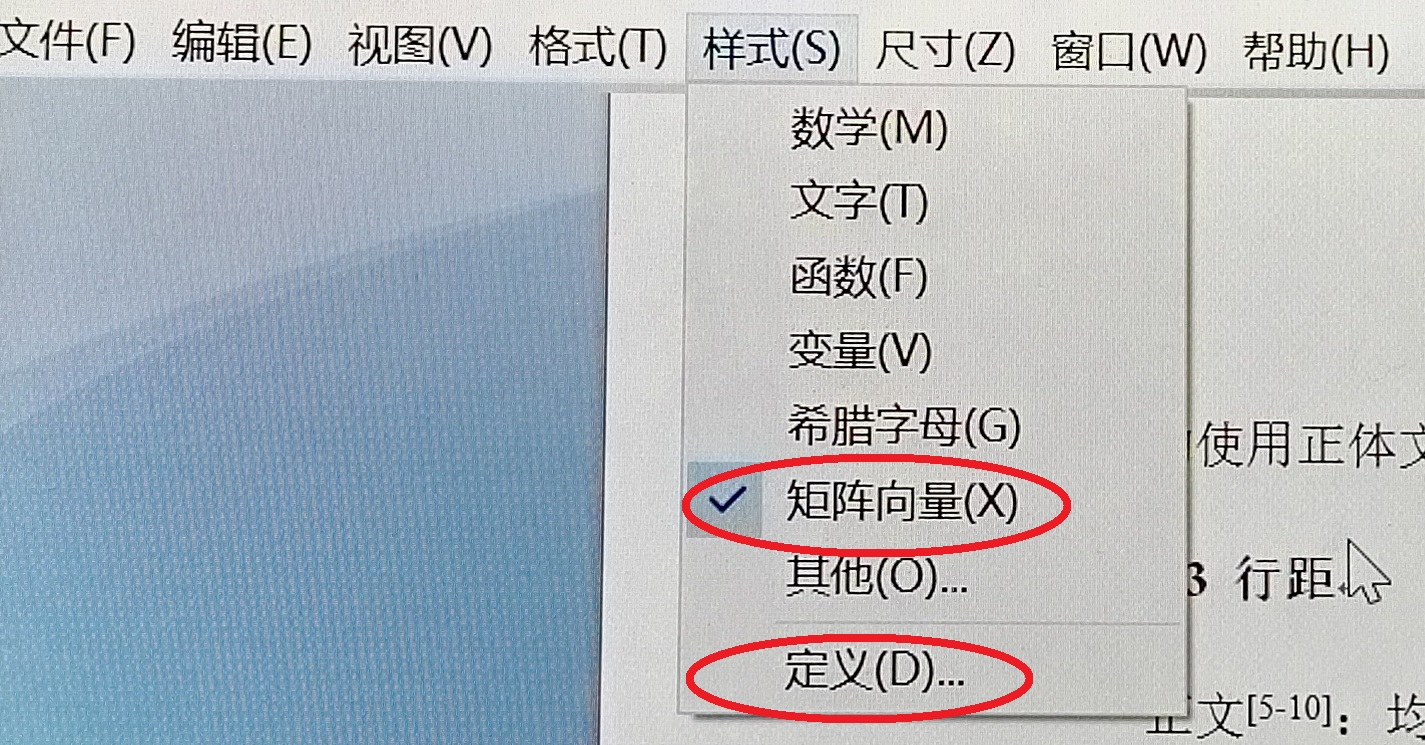 文件(F) 编辑(E) 视图(V) 格式(T) 样式(S) 尺寸(Z) 窗口(W) 帮助(H)
数学(M)
文字(T)
函数(F)
变量(V)
希腊字母(G)
使用正体文
矩阵向量(X)
其他(O)...
3 行距
定义(D)...
正文[5-10]：均